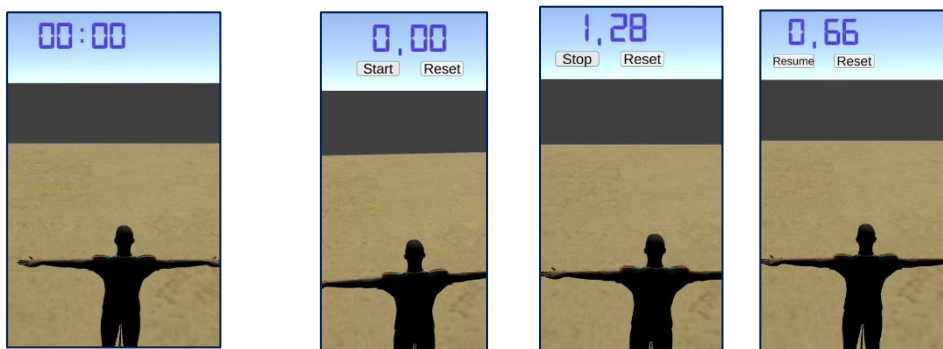 00:00
0,00
Start Reset
1,28
Stop Reset
0,66
Resume Reset